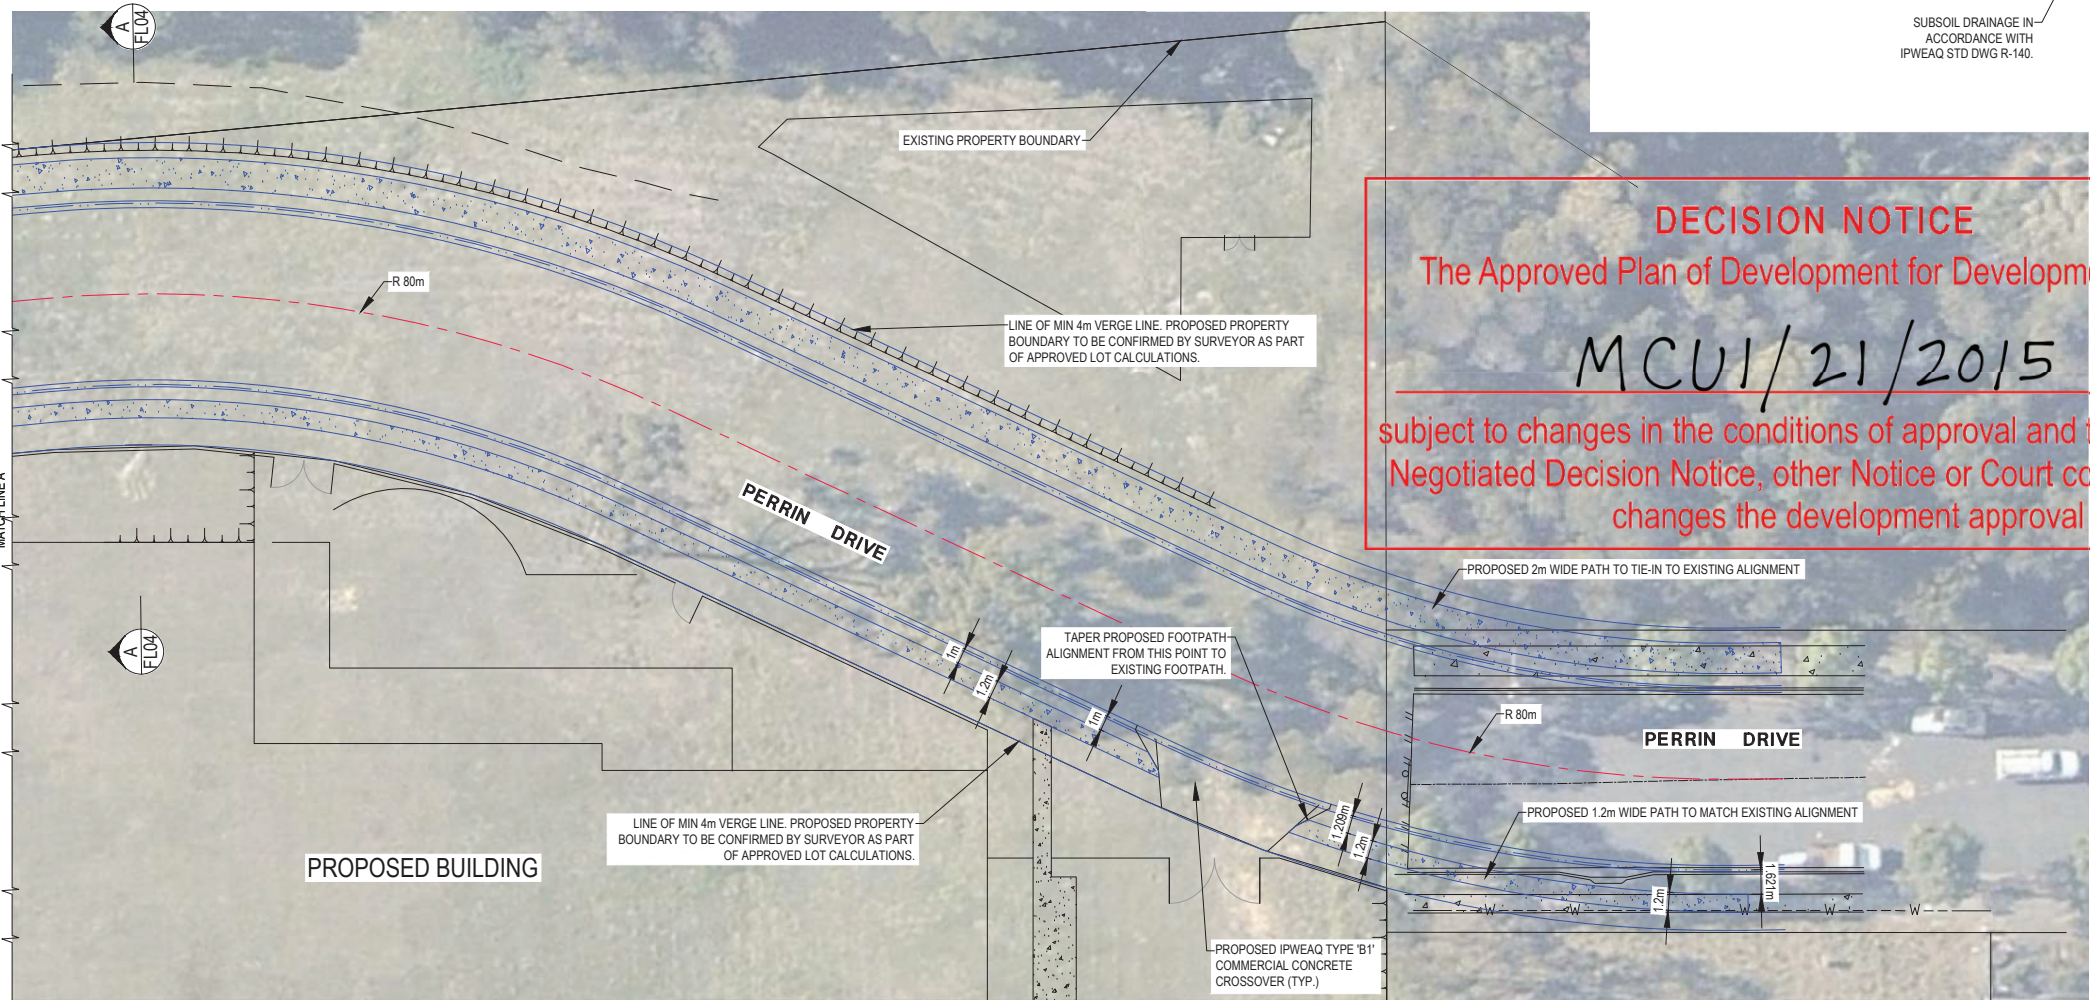 A
FL04
SUBSOIL DRAINAGE IN
ACCORDANCE WITH
IPWEAQ STD DWG R-140.
EXISTING PROPERTY BOUNDARY
DECISION NOTICE
The Approved Plan of Development for Developm
MCU1/21/2015
subject to changes in the conditions of approval and
Negotiated Decision Notice, other Notice or Court
changes the development approval
R 80m
LINE OF MIN 4m VERGE LINE. PROPOSED PROPERTY
BOUNDARY TO BE CONFIRMED BY SURVEYOR AS PART
OF APPROVED LOT CALCULATIONS.
MATCH LINE A
PERRIN DRIVE
PROPOSED 2m WIDE PATH TO TIE-IN TO EXISTING ALIGNMENT
A
FL04
TAPER PROPOSED FOOTPATH
ALIGNMENT FROM THIS POINT TO
EXISTING FOOTPATH.
1m
1.2m
1m
R 80m
PERRIN DRIVE
LINE OF MIN 4m VERGE LINE. PROPOSED PROPERTY
BOUNDARY TO BE CONFIRMED BY SURVEYOR AS PART
OF APPROVED LOT CALCULATIONS.
PROPOSED 1.2m WIDE PATH TO MATCH EXISTING ALIGNMENT
1.209m
1.2m
PROPOSED BUILDING
1.2m
1.621m
W W W W W
PROPOSED IPWEAQ TYPE 'B1'
COMMERCIAL CONCRETE
CROSSOVER (TYP.)